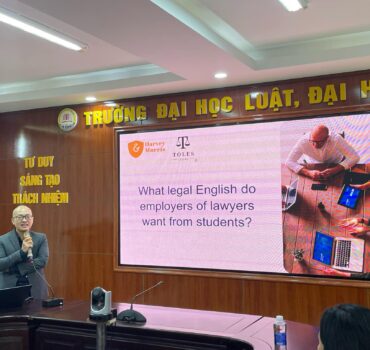 TRƯỜNG ĐẠI HỌC LUẬT, ĐẠI H
TƯ DUY
SÁNG TẠO
TRÁCH NHIỆM
&
Harvey
Morris
TOLES
What legal English do
employers of lawyers
want from students?